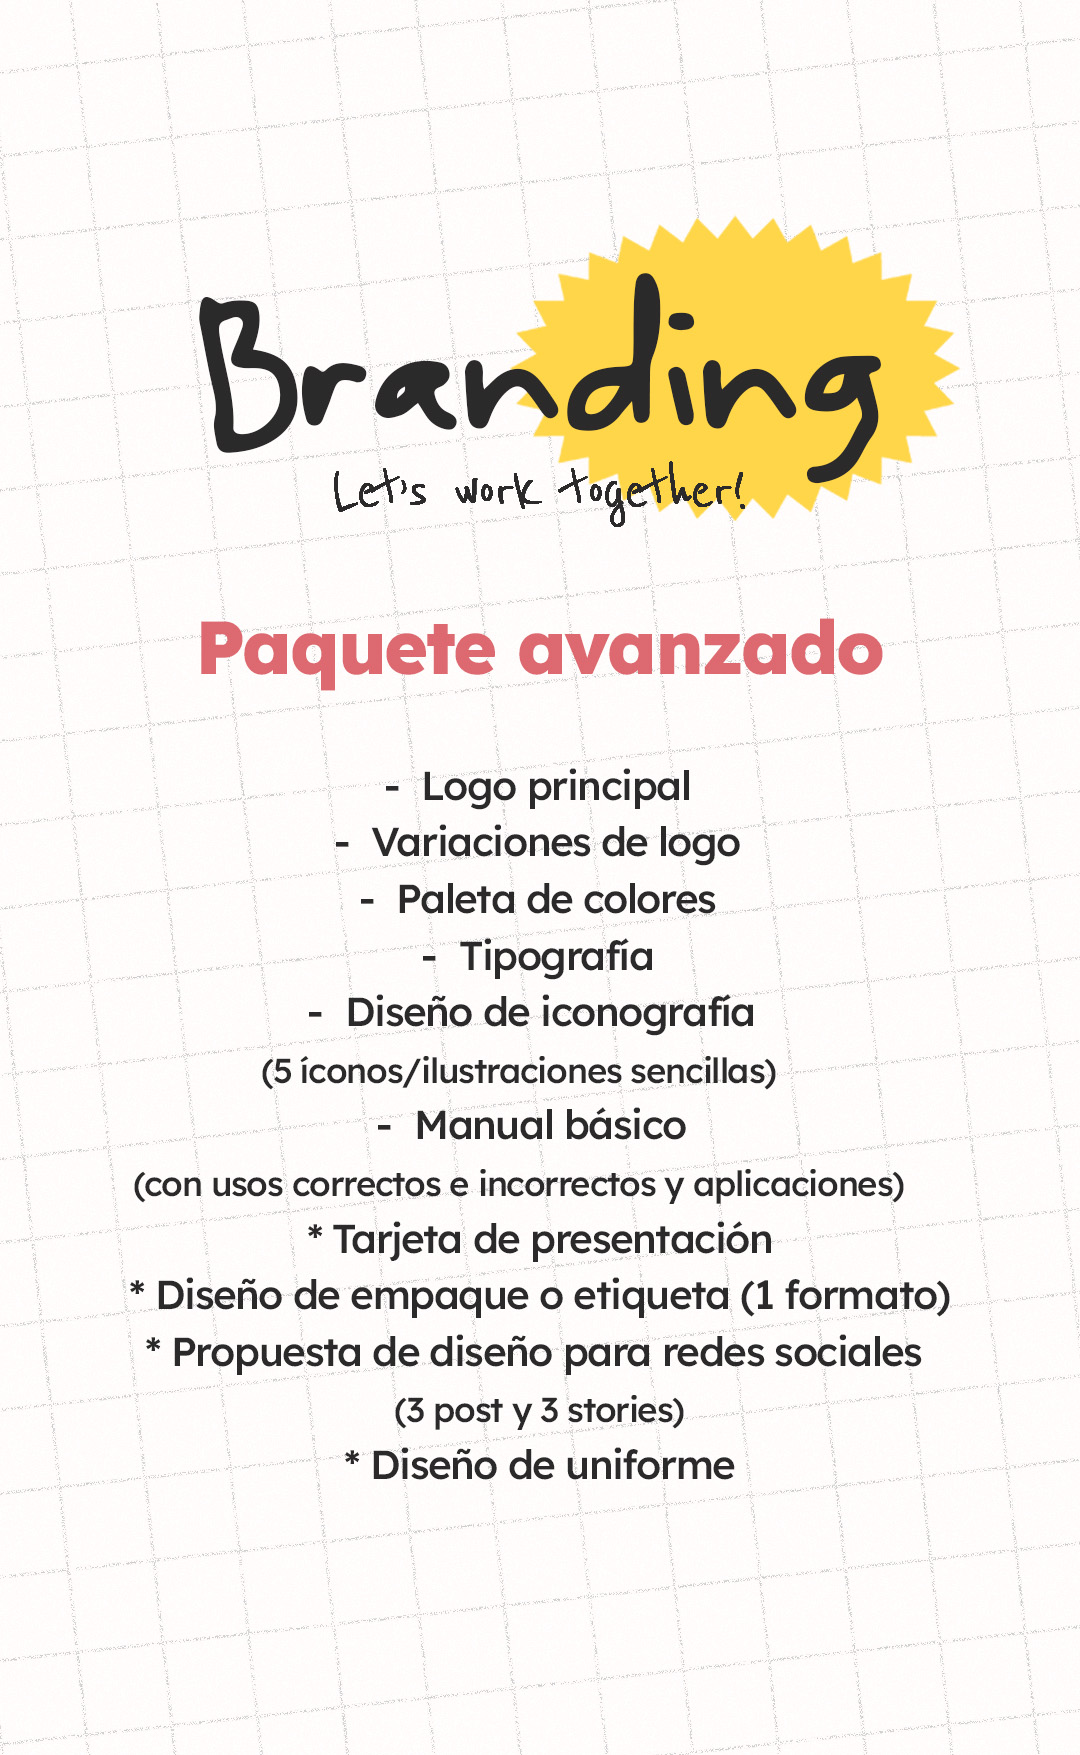 Branding
Let's work together!
Paquete avanzado
- Logo principal
- Variaciones de logo
- Paleta de colores
- Tipografía
- Diseño de iconografía
(5 íconos/ilustraciones sencillas)
- Manual básico
(con usos correctos e incorrectos y aplicaciones)
* Tarjeta de presentación
* Diseño de empaque o etiqueta (1 formato)
* Propuesta de diseño para redes sociales
(3 post y 3 stories)
* Diseño de uniforme